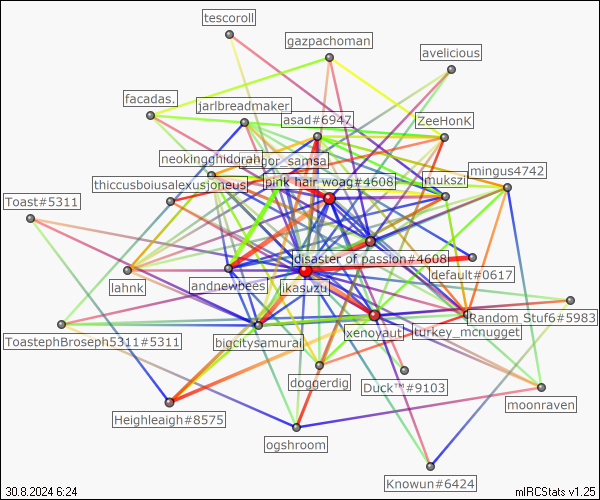 tescoroll
gazpachoman
avelicious
facadas.
jarlbreadmaker
asad#6947
ZeeHonK
neokingghidorah
gor_samsa
mingus4742
thiccusboiusalexusjoneusi
pink hair woag#4608
mukszi
Toast#5311
disaster of passion#4608
default#0617
lahnk
andnewbees
ikasuzu
Random Stuf6#5983
ToastephBroseph5311#5311
bigcitysamurai
xenoyaut
turkey_mcnugget
doggerdig
Duck™#9103
moonraven
Heighleaigh#8575
ogshroom
Knowun#6424
30.8.2024 6:24
mIRCStats v1.25